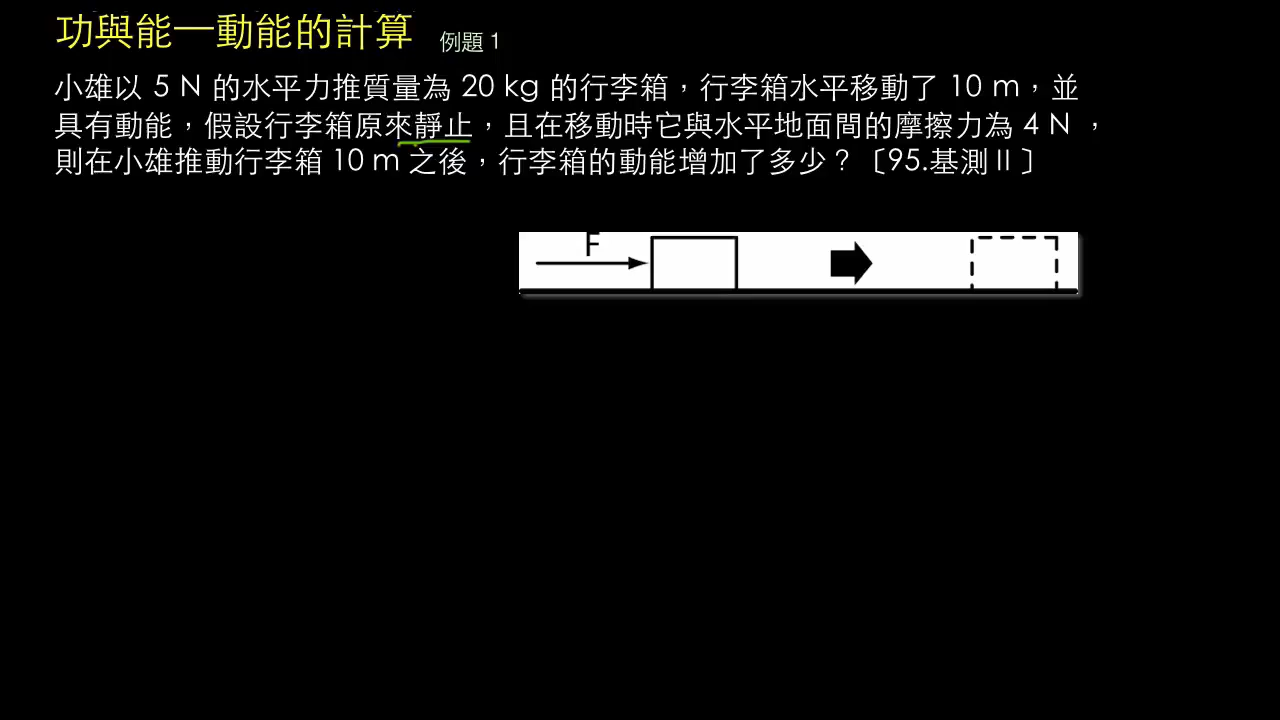 功與能—動能的計算 例題 1
小雄以 5 N 的水平力推質量為 20 kg 的行李箱，行李箱水平移動了 10 m，並
具有動能，假設行李箱原來靜止，且在移動時它與水平地面間的摩擦力為 4 N ，
則在小雄推動行李箱 10 m 之後，行李箱的動能增加了多少？〔95.基測Ⅱ〕
F